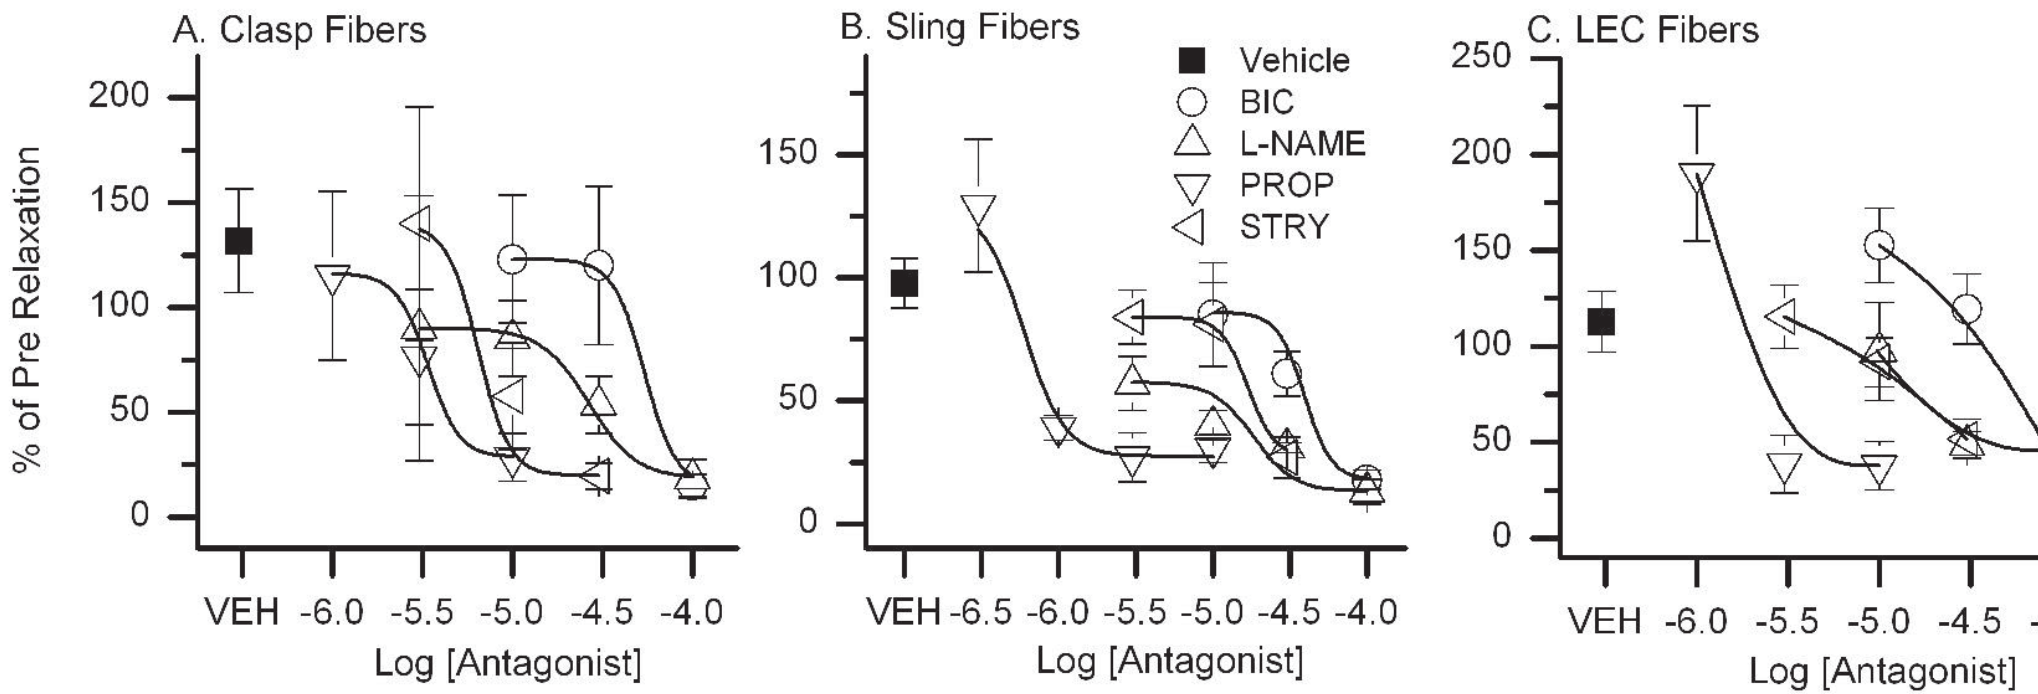 A. Clasp Fibers
% of Pre Relaxation
200
150
100
50
0
VEH -6.0 -5.5 -5.0 -4.5 -4.0
Log [Antagonist]
B. Sling Fibers
Vehicle
BIC
L-NAME
PROP
STRY
150
100
50
0
VEH -6.5 -6.0 -5.5 -5.0 -4.5 -4.0
Log [Antagonist]
C. LEC Fibers
250
200
150
100
50
0
VEH -6.0 -5.5 -5.0 -4.5 -
Log [Antagonist]